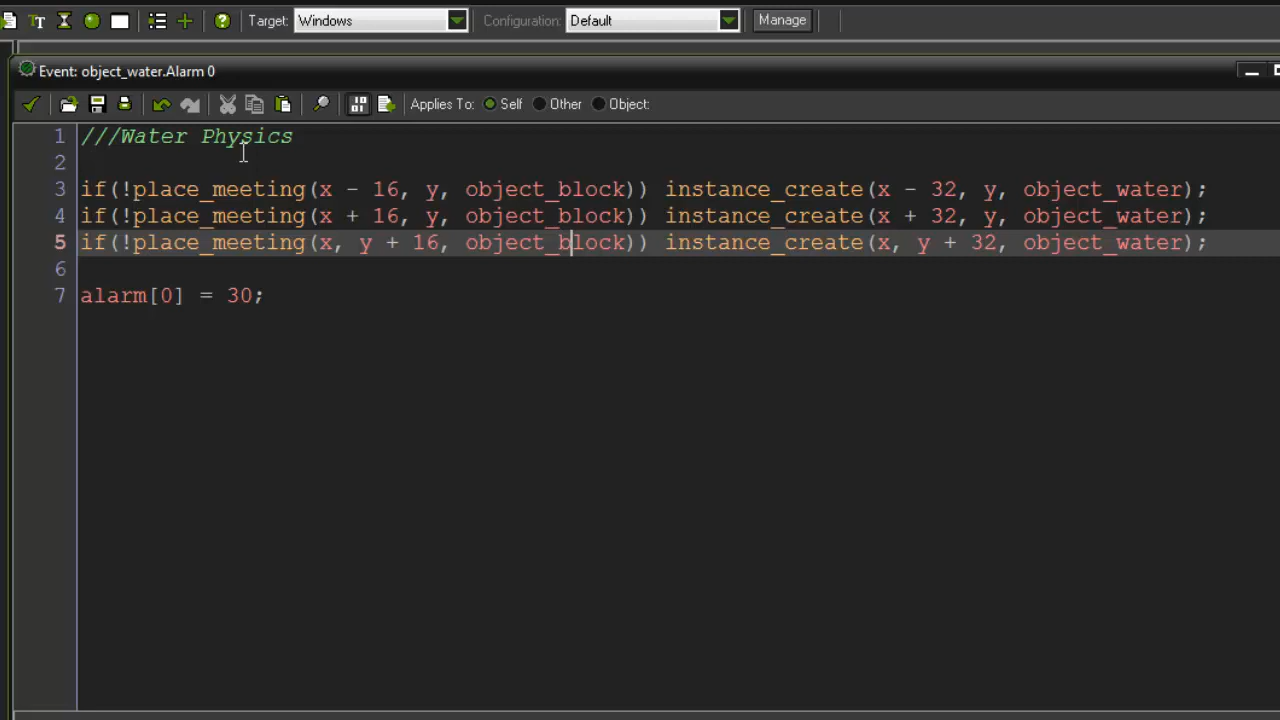 Target: Windows Configuration: Default Manage
Event: object_water.Alarm 0
Applies To: Self Other Object:
1 ///Water Physics
2
3 if(!place_meeting(x - 16, y, object_block)) instance_create(x - 32, y, object_water);
4 if(!place_meeting(x + 16, y, object_block)) instance_create(x + 32, y, object_water);
5 if(!place_meeting(x, y + 16, object_block)) instance_create(x, y + 32, object_water);
6
7 alarm[0] = 30;